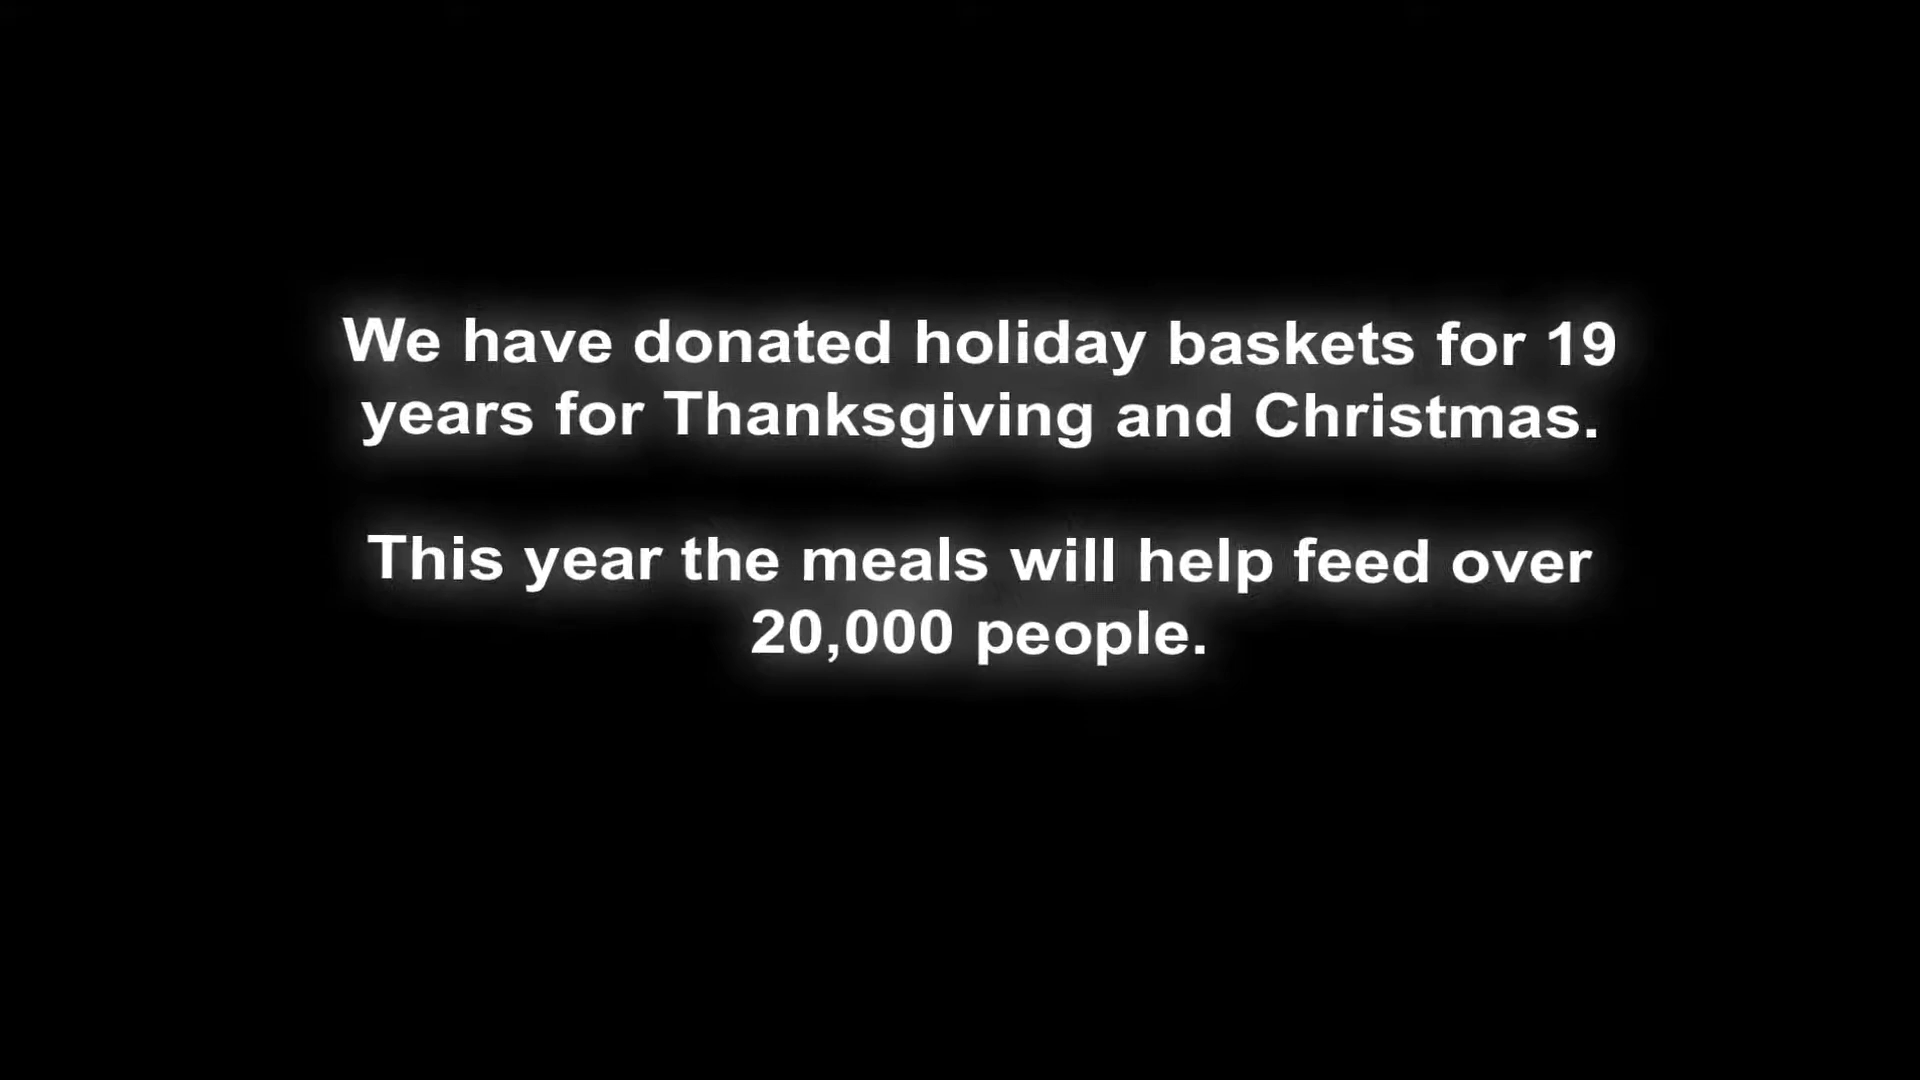 We have donated holiday baskets for 19
years for Thanksgiving and Christmas.
This year the meals will help feed over
20,000 people.